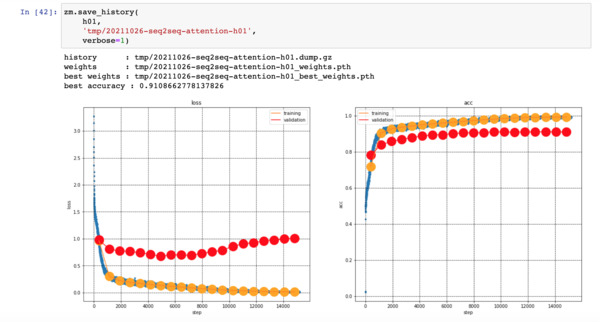 In [42]: zm.save_history(
h01,
'tmp/20211026-seq2seq-attention-h01',
verbose=1)
history : tmp/20211026-seq2seq-attention-h01.dump.gz
weights : tmp/20211026-seq2seq-attention-h01_weights.pth
best weights : tmp/20211026-seq2seq-attention-h01_best_weights.pth
best accuracy : 0.9108662778137826
loss
training
validation
3.0
2.5
2.0
1.5
1.0
0.5
0.0
loss
0 2000 4000 6000 8000 10000 12000 14000
step
acc
training
validation
1.0
0.8
0.6
0.4
0.2
0.0
acc
0 2000 4000 6000 8000 10000 12000 14000
step